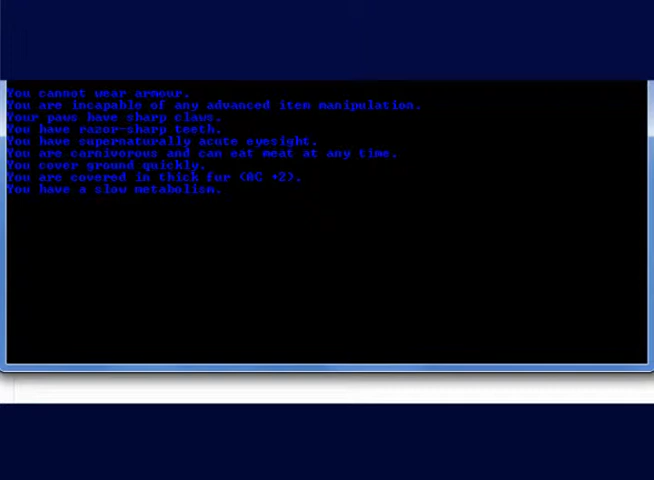 You cannot wear armour.
You are incapable of any advanced item manipulation.
Your paws have sharp claws.
You have razor-sharp teeth.
You have supernaturally acute eyesight.
You are carnivorous and can eat meat at any time.
You cover ground quickly.
You are covered in thick fur (AC +2).
You have a slow metabolism.